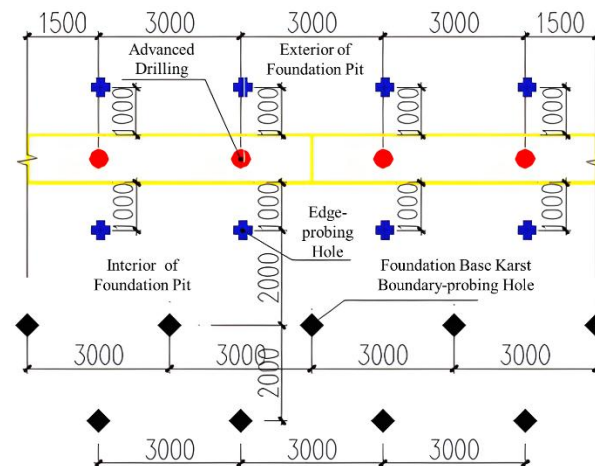 1500
3000
3000
3000
1500
Advanced
Drilling
Exterior of
Foundation Pit
1000
1000
1000
1000
1000
1000
1000
1000
Edge-
probing
Hole
Interior of
Foundation Pit
2000
Foundation Base Karst
Boundary-probing Hole
3000
3000
3000
3000
2000
3000
3000
3000